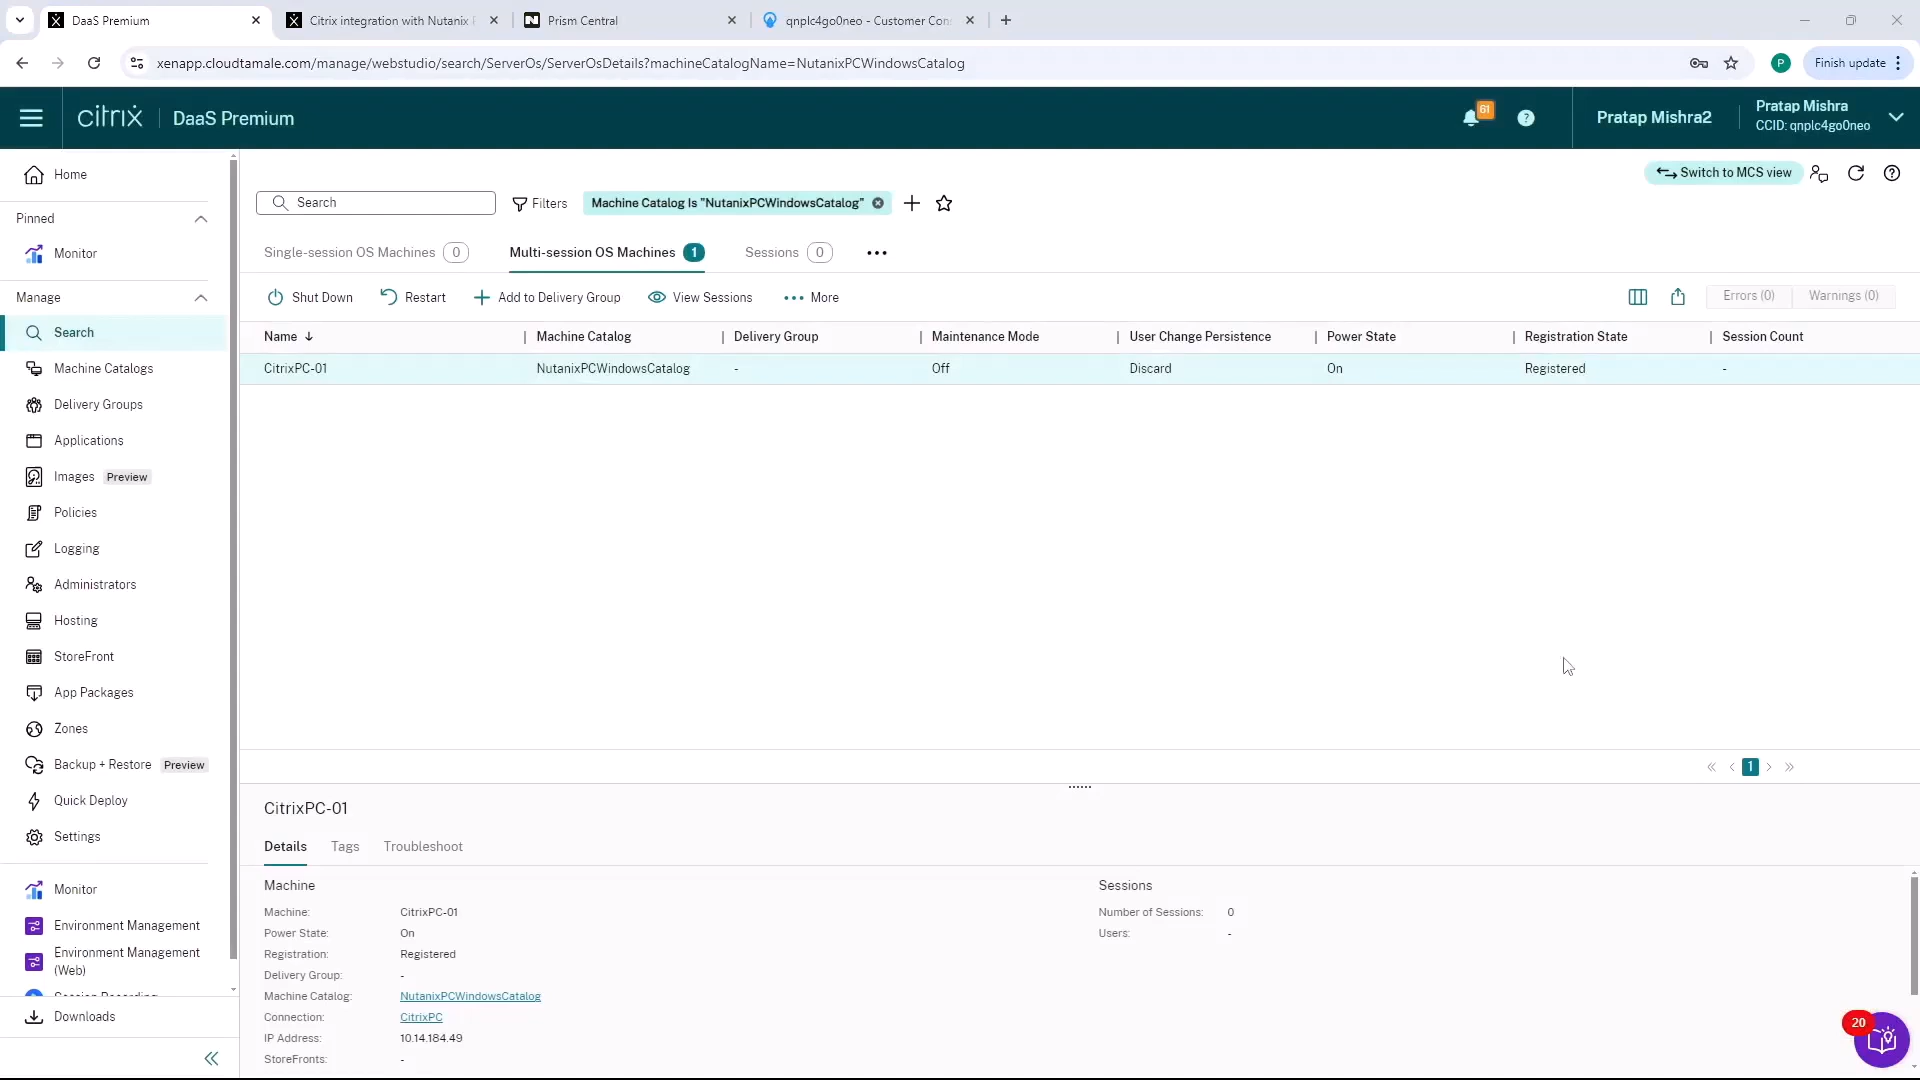 DaaS Premium
Citrix integration with Nutanix
Prism Central
qnplc4go0neo - Customer Con
xenapp.cloudtamale.com/manage/webstudio/search/ServerOs/ServerOsDetails?machineCatalogName=NutanixPCWindowsCatalog
Finish update
citrix
DaaS Premium
61
?
Pratap Mishra2
Pratap Mishra
CCID: qnplc4go0neo
Home
Pinned
Monitor
Manage
Search
Machine Catalogs
Delivery Groups
Applications
Images Preview
Policies
Logging
Administrators
Hosting
StoreFront
App Packages
Zones
Backup + Restore Preview
Quick Deploy
Settings
Monitor
Environment Management
Environment Management
(Web)
Session Recording
Downloads
Switch to MCS view
Search
Filters
Machine Catalog Is "NutanixPCWindowsCatalog"
Single-session OS Machines 0
Multi-session OS Machines 1
Sessions 0
Shut Down
Restart
Add to Delivery Group
View Sessions
More
Errors (0)
Warnings (0)
Name Machine Catalog Delivery Group Maintenance Mode User Change Persistence Power State Registration State Session Count
CitrixPC-01 NutanixPCWindowsCatalog - Off Discard On Registered -
1
CitrixPC-01
Details Tags Troubleshoot
Machine
Machine: CitrixPC-01
Power State: On
Registration: Registered
Delivery Group: -
Machine Catalog: NutanixPCWindowsCatalog
Connection: CitrixPC
IP Address: 10.14.184.49
StoreFronts: -
Sessions
Number of Sessions: 0
Users: -
20